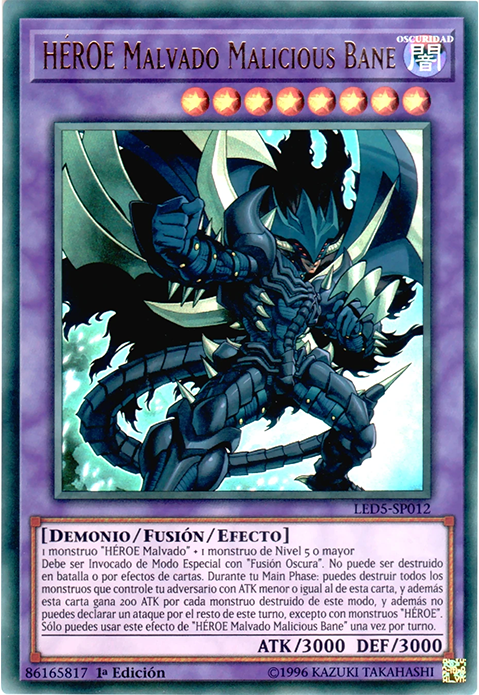 HÉROE Malvado Malicious Bane
OSCURIDAD
闇
LED5-SP012
[DEMONIO/FUSIÓN/EFECTO]
1 monstruo "HÉROE Malvado" + 1 monstruo de Nivel 5 o mayor
Debe ser Invocado de Modo Especial con "Fusión Oscura". No puede ser destruido
en batalla o por efectos de cartas. Durante tu Main Phase: puedes destruir todos los
monstruos que controle tu adversario con ATK menor o igual al de esta carta, y además
esta carta gana 200 ATK por cada monstruo destruido de este modo, y además no
puedes declarar un ataque por el resto de este turno, excepto con monstruos "HÉROE".
Sólo puedes usar este efecto de "HÉROE Malvado Malicious Bane" una vez por turno.
ATK/3000 DEF/3000
86165817 1ª Edición ©1996 KAZUKI TAKAHASHI